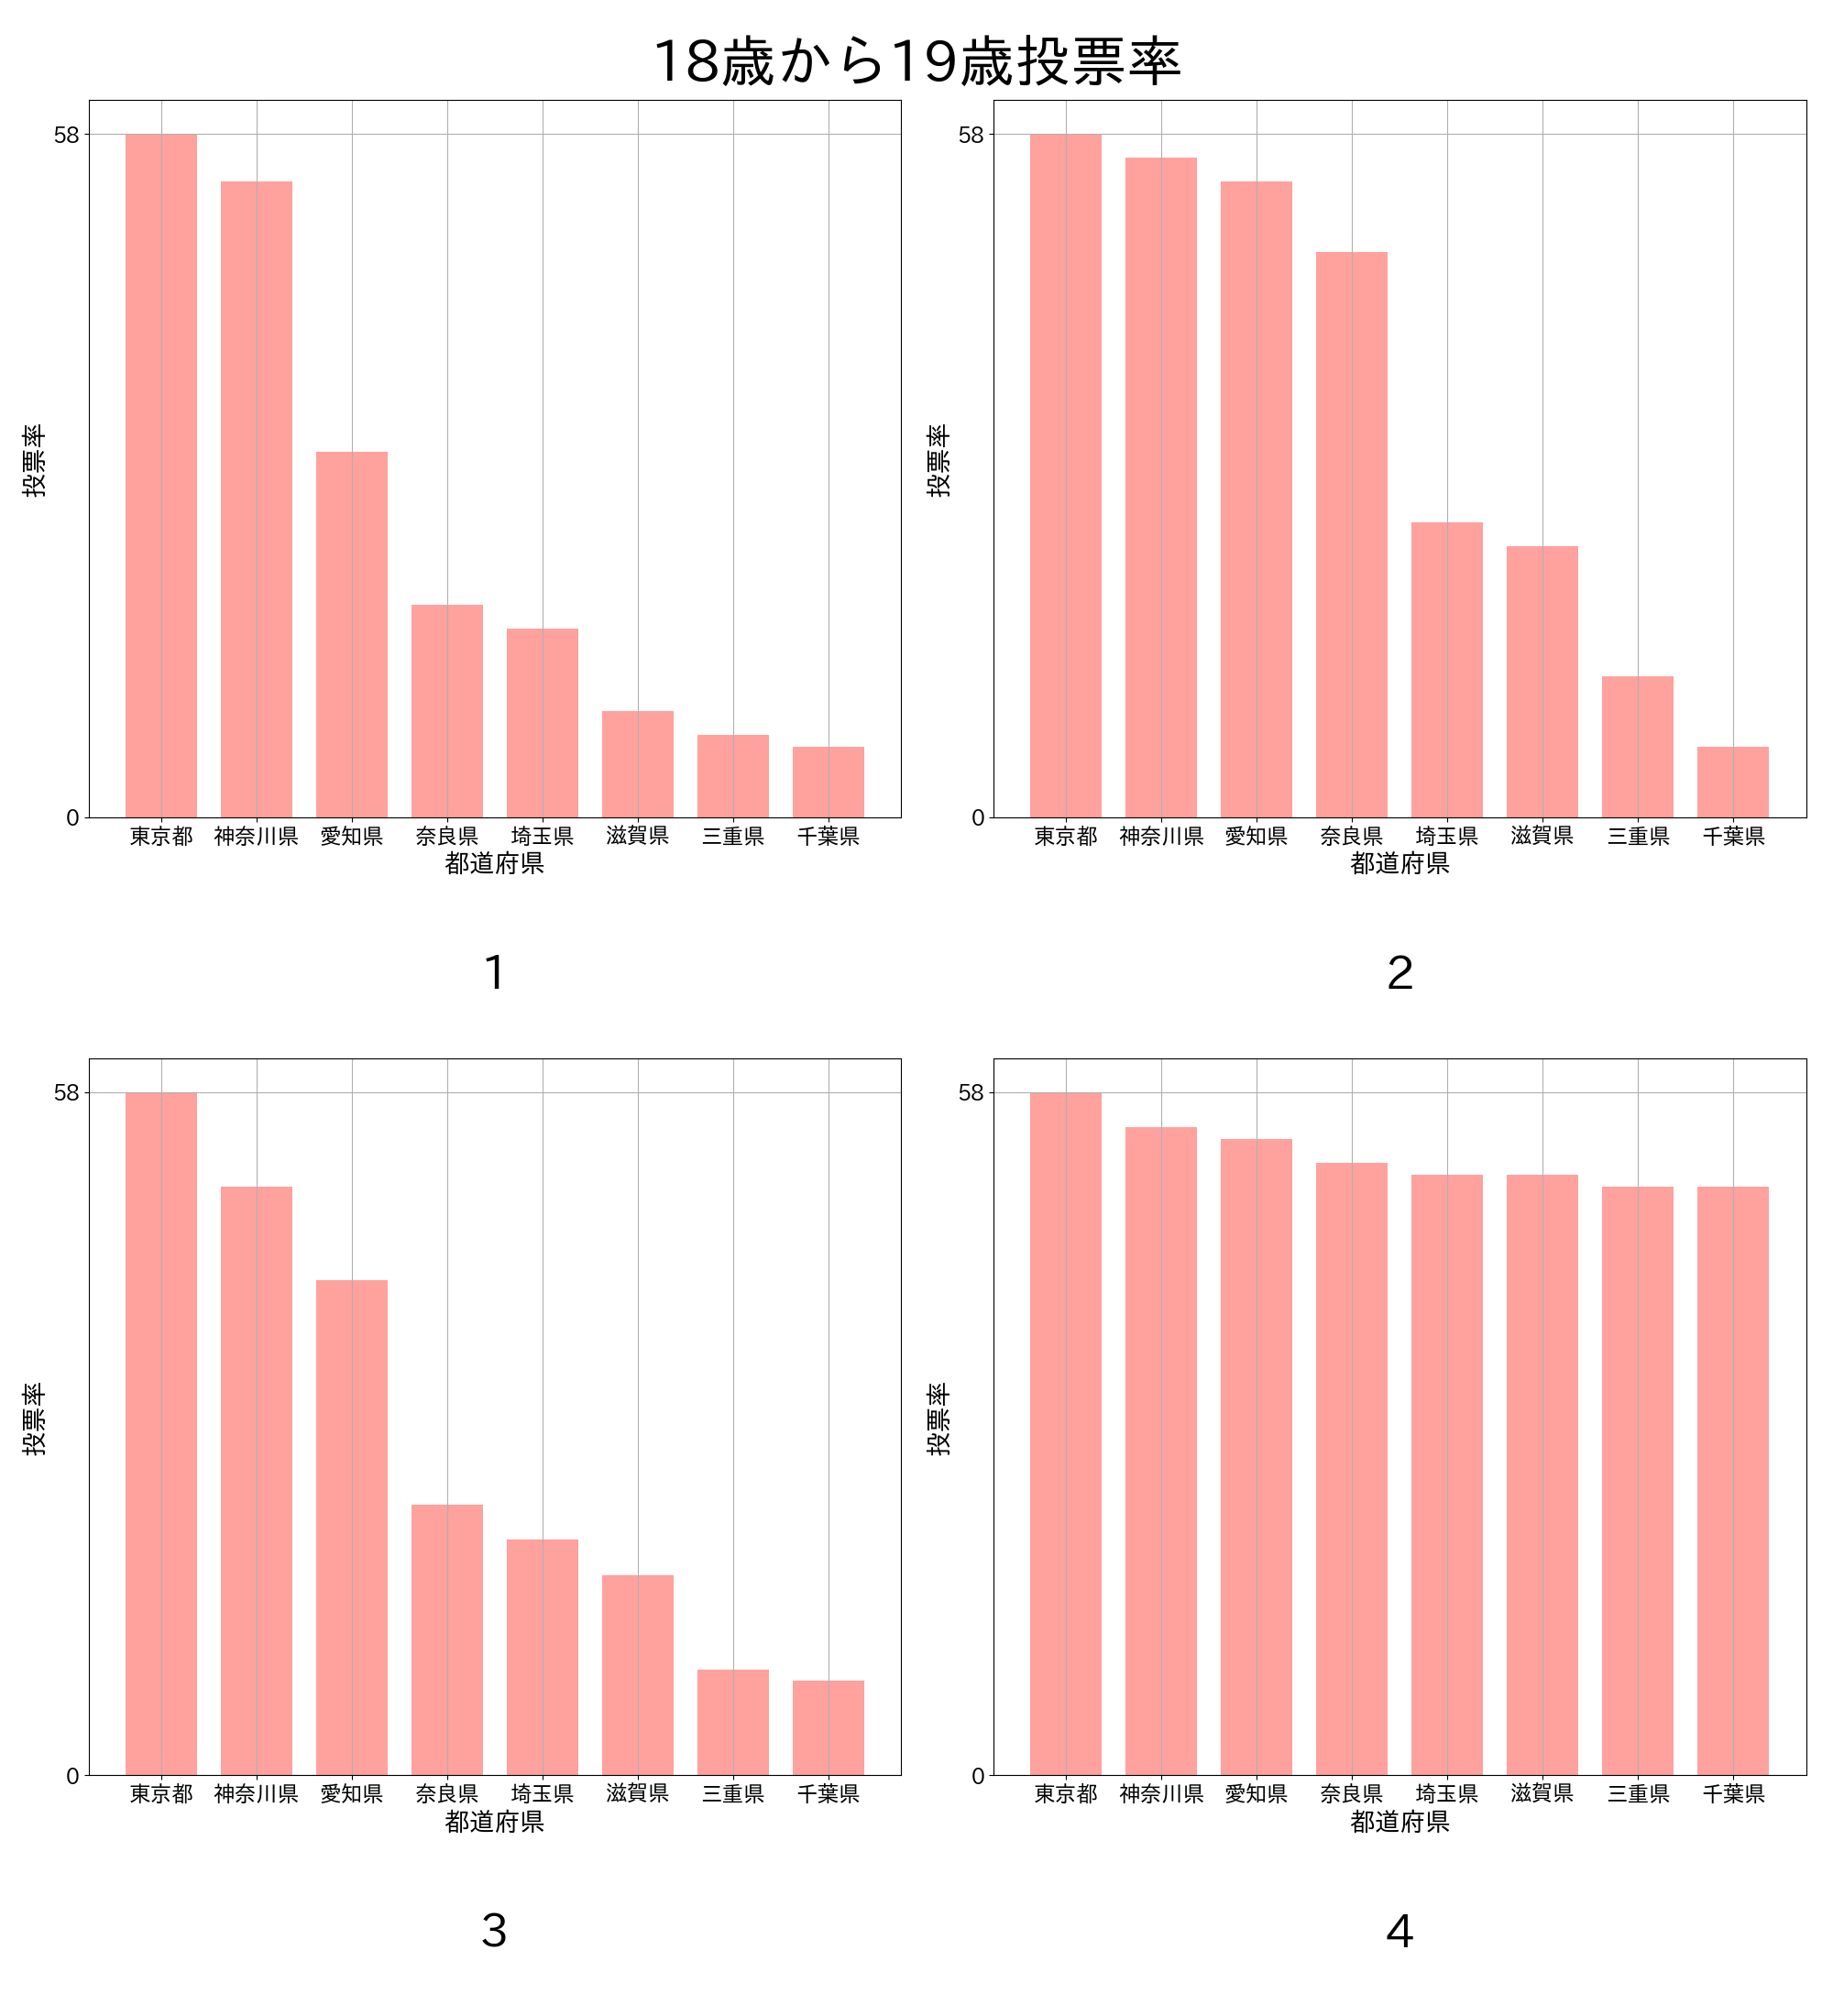 18歳から19歳投票率
58
0
投票率
東京都 神奈川県 愛知県 奈良県 埼玉県 滋賀県 三重県 千葉県
都道府県
1
58
0
投票率
東京都 神奈川県 愛知県 奈良県 埼玉県 滋賀県 三重県 千葉県
都道府県
2
58
0
投票率
東京都 神奈川県 愛知県 奈良県 埼玉県 滋賀県 三重県 千葉県
都道府県
3
58
0
投票率
東京都 神奈川県 愛知県 奈良県 埼玉県 滋賀県 三重県 千葉県
都道府県
4